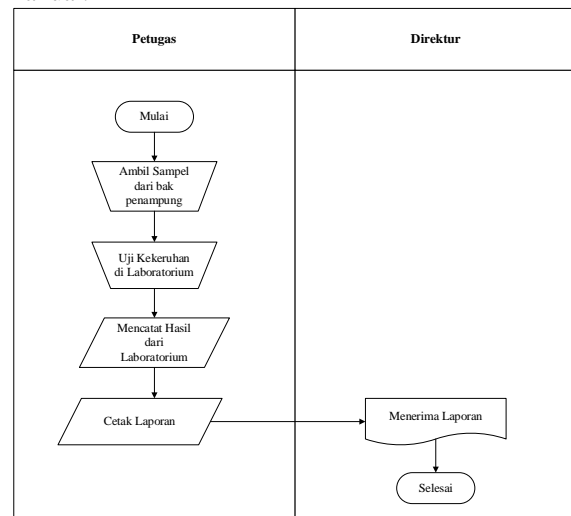 Petugas
Direktur
Mulai
Ambil Sampel
dari bak
penampung
Uji Kekeruhan
di Laboratorium
Mencatat Hasil
dari
Laboratorium
Cetak Laporan
Menerima Laporan
Selesai